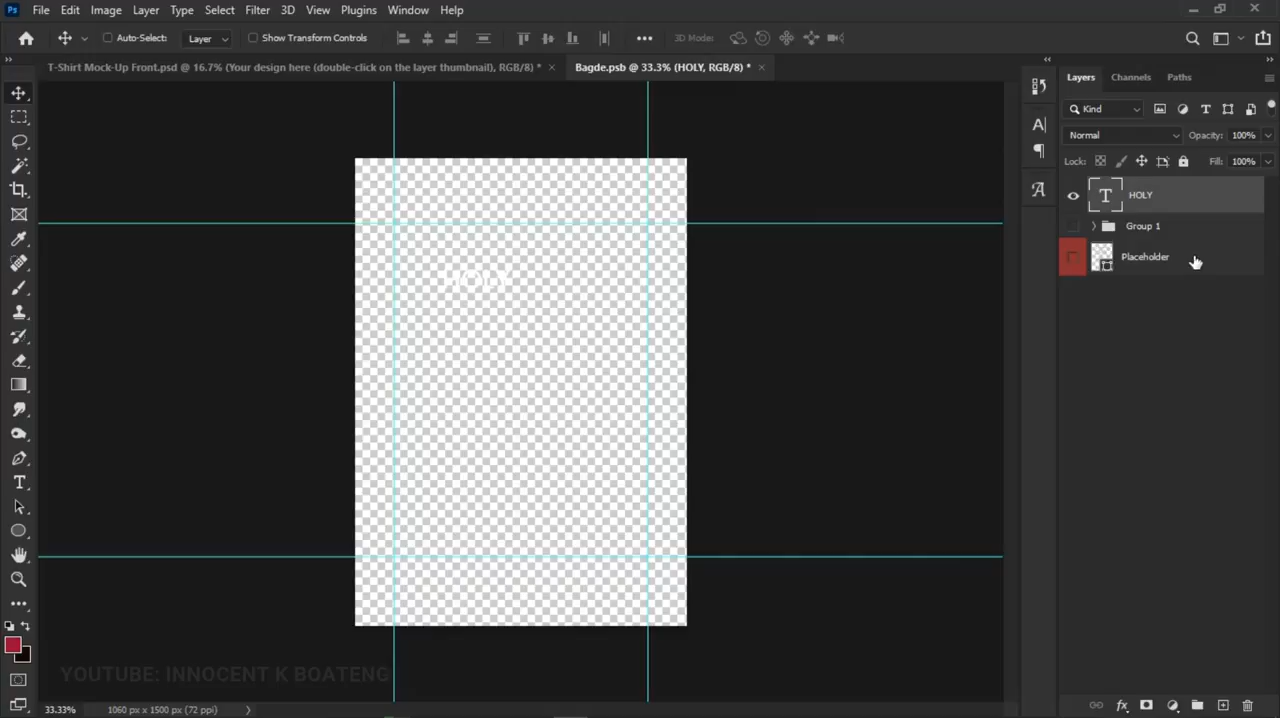 Ps File Edit Image Layer Type Select Filter 3D View Plugins Window Help
Auto-Select: Layer Show Transform Controls 3D Mode:
T-Shirt Mock-Up Front.psd @ 16.7% (Your design here (double-click on the layer thumbnail), RGB/8) *
Bagde.psb @ 33.3% (HOLY, RGB/8) *
Layers Channels Paths
Kind
Normal Opacity: 100%
Lock: Fill: 100%
T HOLY
Group 1
Placeholder
HOLY
YOUTUBE: INNOCENT K BOATENG
33.33% 1060 px x 1500 px (72 ppi)